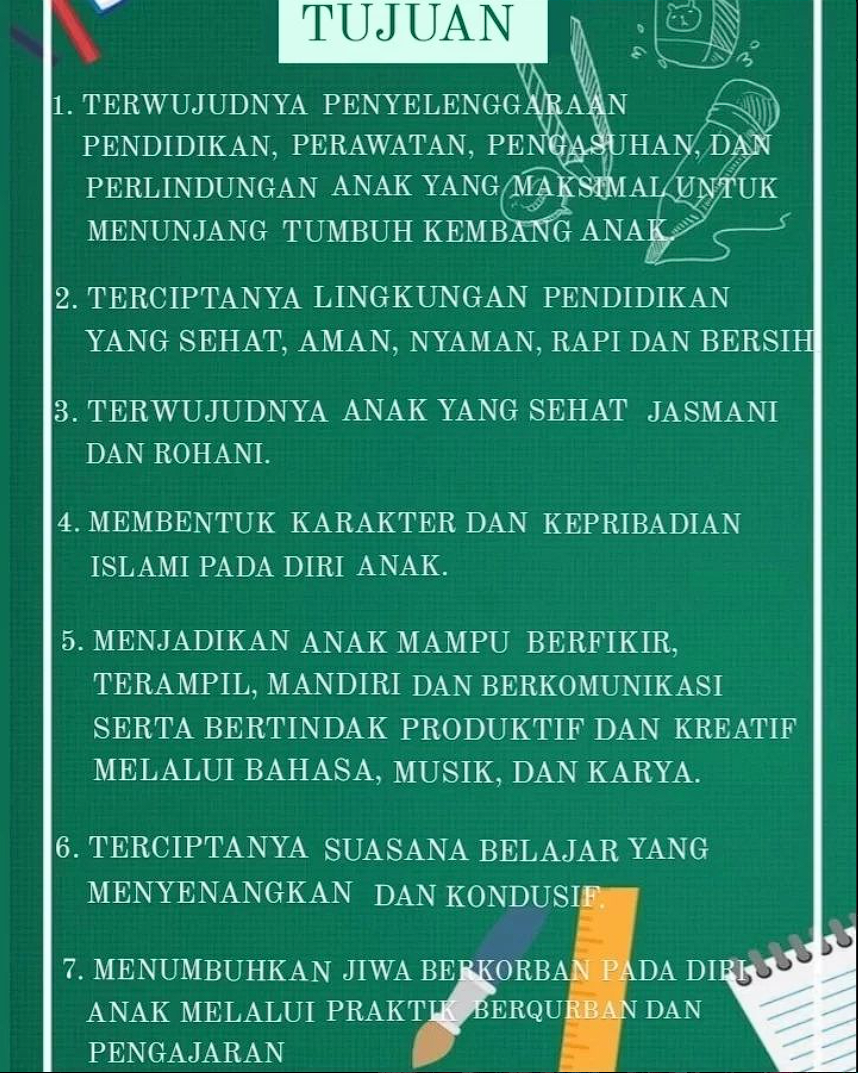 TUJUAN
1. TERWUJUDNYA PENYELENGGARAAN
PENDIDIKAN, PERAWATAN, PENGASUHAN, DAN
PERLINDUNGAN ANAK YANG MAKSIMAL UNTUK
MENUNJANG TUMBUH KEMBANG ANAK.
2. TERCIPTANYA LINGKUNGAN PENDIDIKAN
YANG SEHAT, AMAN, NYAMAN, RAPI DAN BERSIH
3. TERWUJUDNYA ANAK YANG SEHAT JASMANI
DAN ROHANI.
4. MEMBENTUK KARAKTER DAN KEPRIBADIAN
ISLAMI PADA DIRI ANAK.
5. MENJADIKAN ANAK MAMPU BERFIKIR,
TERAMPIL, MANDIRI DAN BERKOMUNIKASI
SERTA BERTINDAK PRODUKTIF DAN KREATIF
MELALUI BAHASA, MUSIK, DAN KARYA.
6. TERCIPTANYA SUASANA BELAJAR YANG
MENYENANGKAN DAN KONDUSIF.
7. MENUMBUHKAN JIWA BERKORBAN PADA DIRI
ANAK MELALUI PRAKTIK BERQURBAN DAN
PENGAJARAN